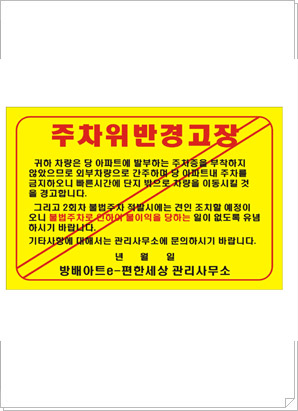 주차위반경고장
귀하 차량은 당 아파트에 발부하는 주차증을 부착하지
않았으므로 외부차량으로 간주하며 당 아파트내 주차를
금지하오니 빠른시간에 단지 밖으로 차량을 이동시킬 것
을 경고합니다.
그리고 2회차 불법주차 적발시에는 견인 조치할 예정이
오니 불법주차로 인하여 불이익을 당하는 일이 없도록 유념
하시기 바랍니다.
기타사항에 대해서는 관리사무소에 문의하시기 바랍니다.
년 월 일
방배아트e-편한세상 관리사무소